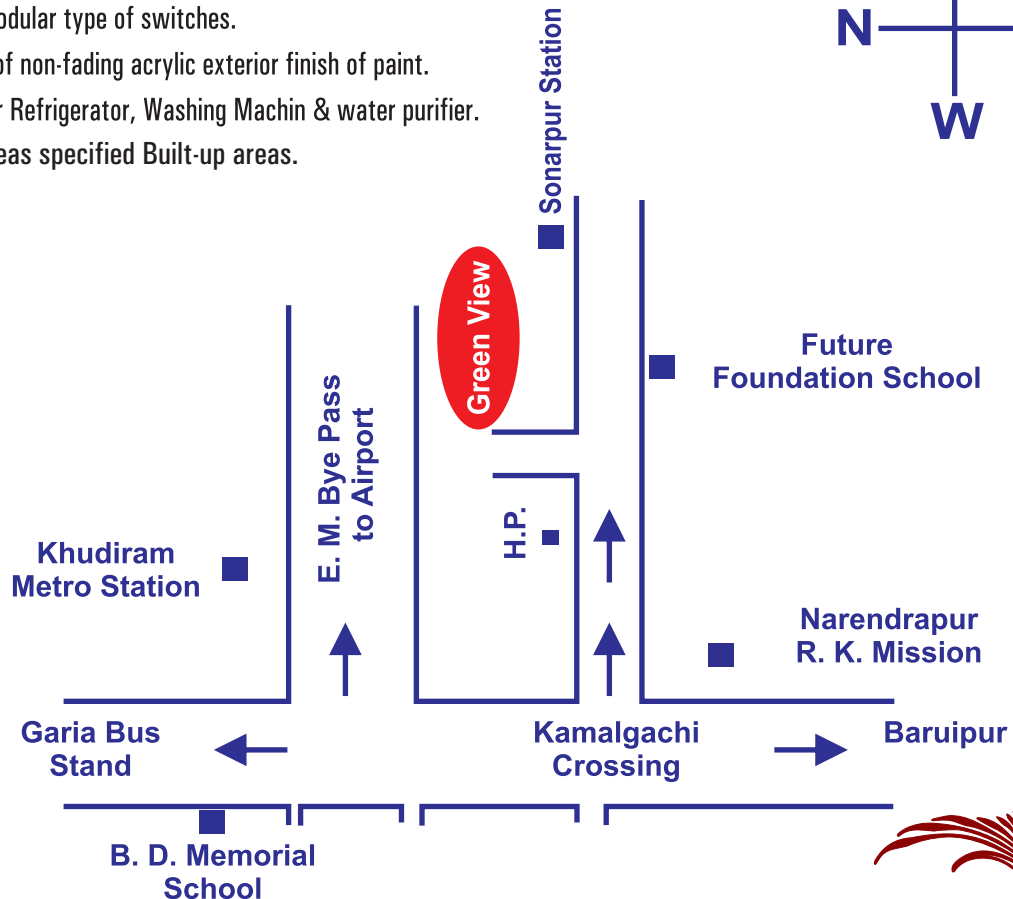 of non-fading acrylic exterior finish of paint.
Refrigerator, Washing Machin & water purifier.
specified Built-up areas.
type of switches.
N
W
Sonarpur Station
Green View
Future
Foundation School
E. M. Bye Pass
to Airport
H.P.
Khudiram
Metro Station
Narendrapur
R. K. Mission
Garia Bus
Stand
Kamalgachi
Crossing
Baruipur
B. D. Memorial
School